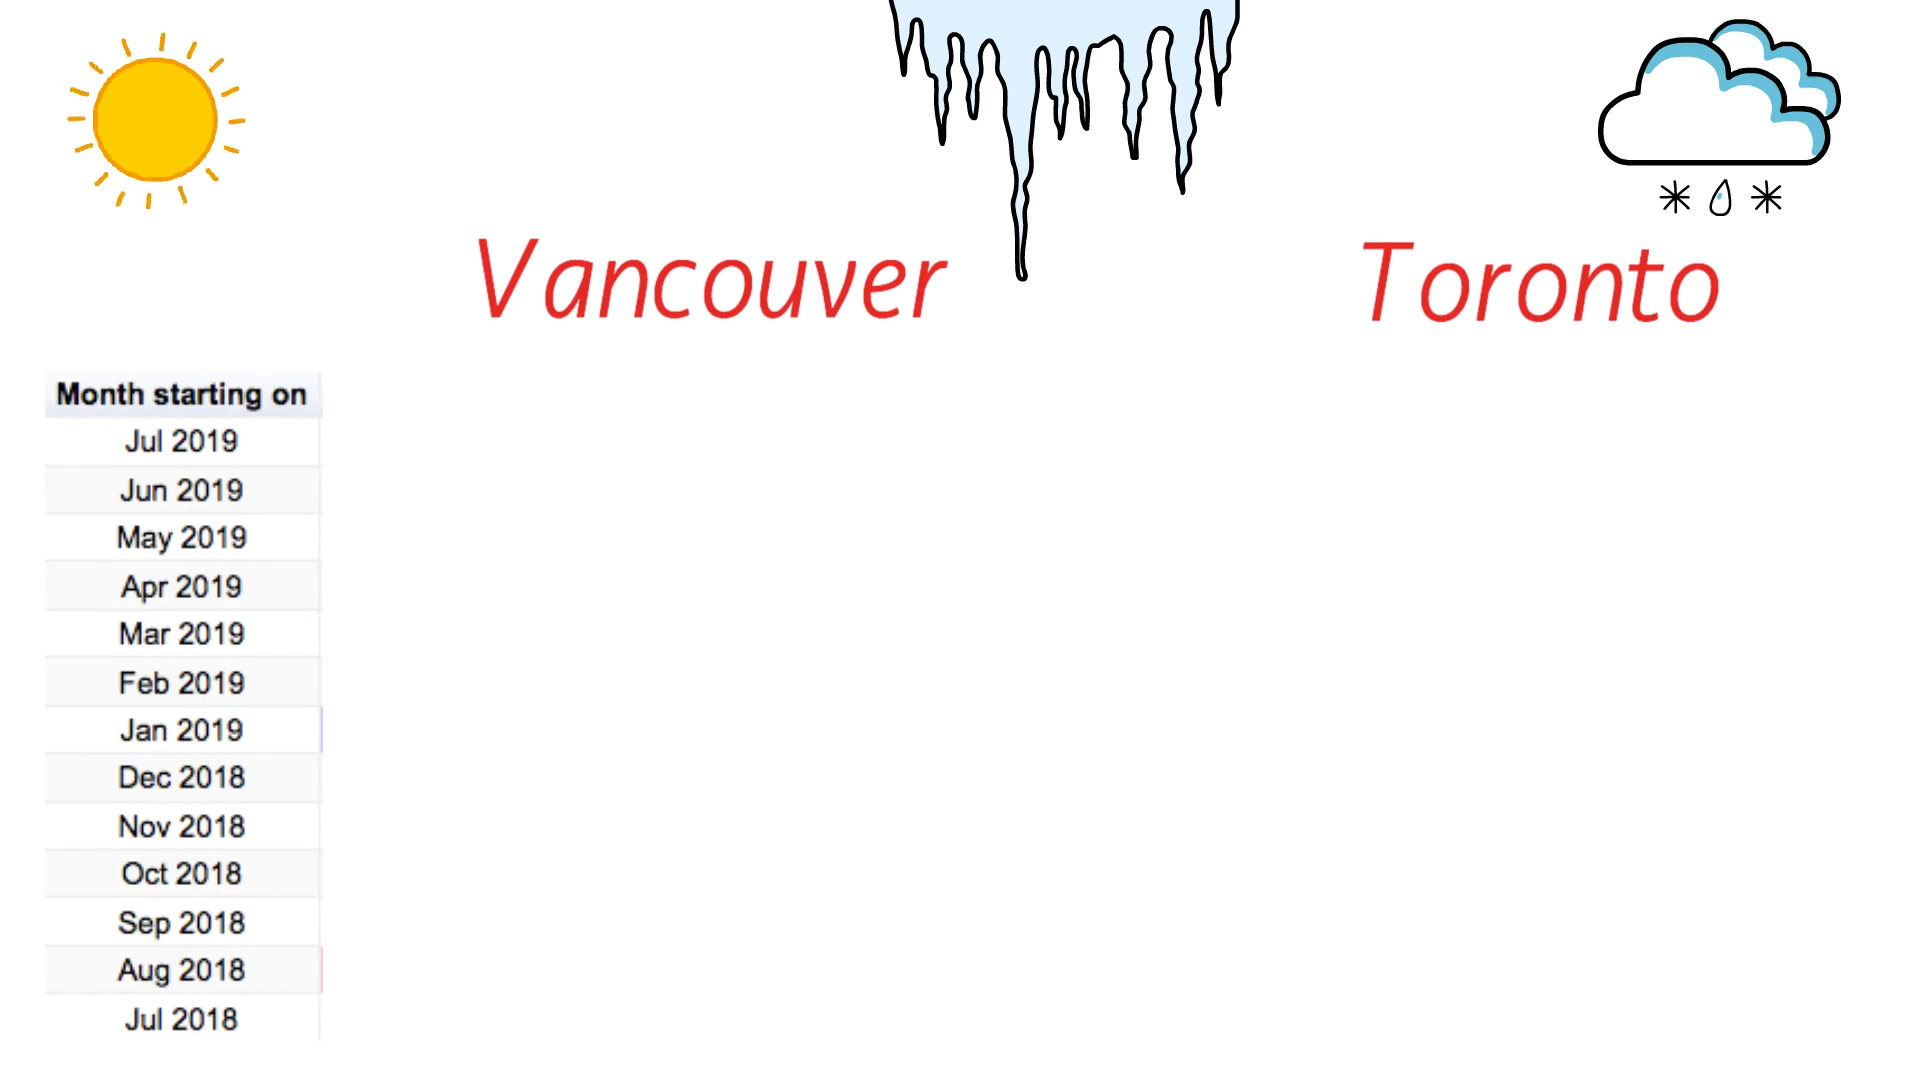 Vancouver
Toronto
Month starting on
Jul 2019
Jun 2019
May 2019
Apr 2019
Mar 2019
Feb 2019
Jan 2019
Dec 2018
Nov 2018
Oct 2018
Sep 2018
Aug 2018
Jul 2018